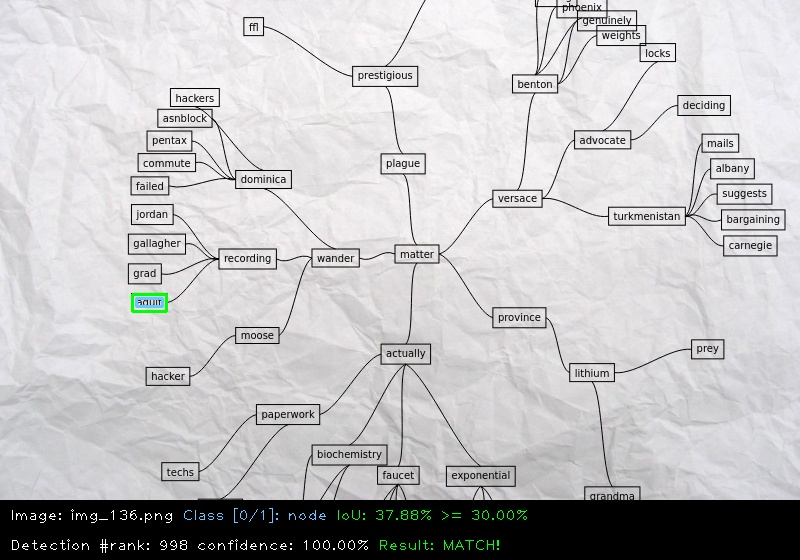 phoenix
genuinely
ffl
weights
locks
prestigious
benton
hackers
deciding
asnblock
pentax
advocate
mails
commute
plague
albany
failed
dominica
suggests
versace
jordan
turkmenistan
bargaining
gallagher
carnegie
recording
wander
matter
grad
province
moose
prey
actually
hacker
lithium
paperwork
biochemistry
techs
faucet
exponential
grandma
Image: img_136.png Class [0/1]: node IoU: 37.88% >= 30.00%
Detection #rank: 998 confidence: 100.00% Result: MATCH!